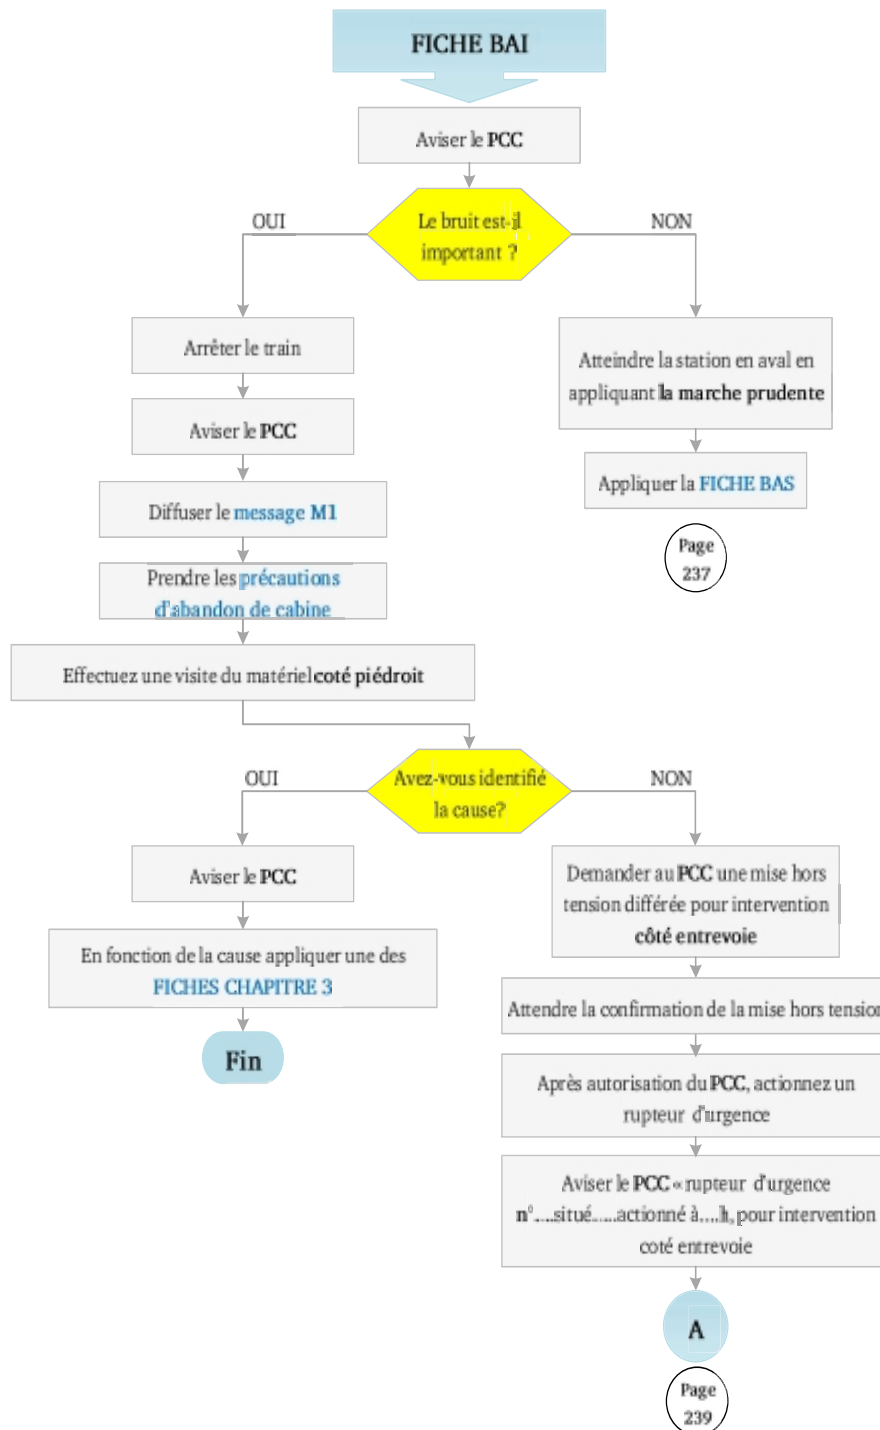 FICHE BAI
Aviser le PCC
Le bruit est-il
important ?
OUI
NON
Arrêter le train
Aviser le PCC
Diffuser le message M1
Prendre les précautions
d'abandon de cabine
Effectuez une visite du matériel coté piédroit
Atteindre la station en aval en
appliquant la marche prudente
Appliquer la FICHE BAS
Page
237
Avez-vous identifié
la cause?
OUI
NON
Aviser le PCC
En fonction de la cause appliquer une des
FICHES CHAPITRE 3
Fin
Demander au PCC une mise hors
tension différée pour intervention
côté entrevoie
Attendre la confirmation de la mise hors tension
Après autorisation du PCC, actionnez un
rupteur d'urgence
Aviser le PCC « rupteur d'urgence
n°.....situé......actionné à....h, pour intervention
coté entrevoie
A
Page
239